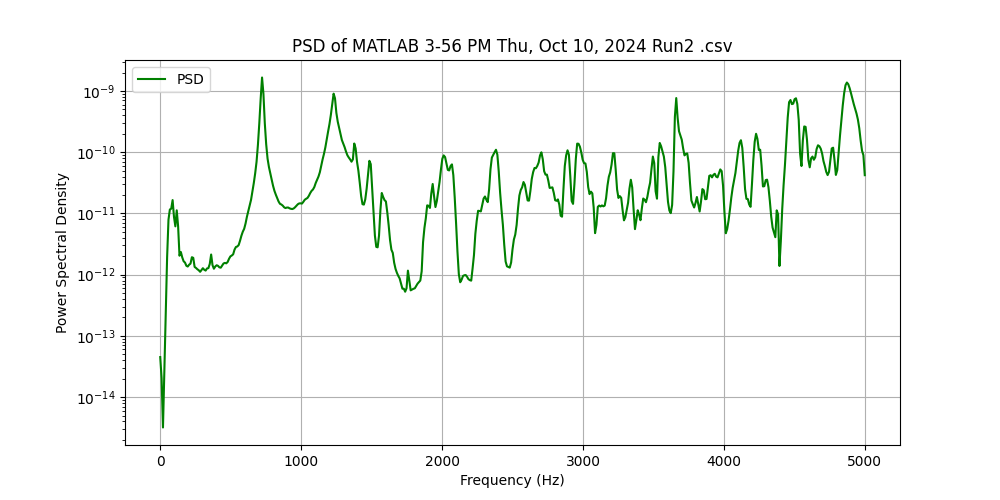 PSD of MATLAB 3-56 PM Thu, Oct 10, 2024 Run2 .csv
PSD
Power Spectral Density
10⁻⁹
10⁻¹⁰
10⁻¹¹
10⁻¹²
10⁻¹³
10⁻¹⁴
0 1000 2000 3000 4000 5000
Frequency (Hz)